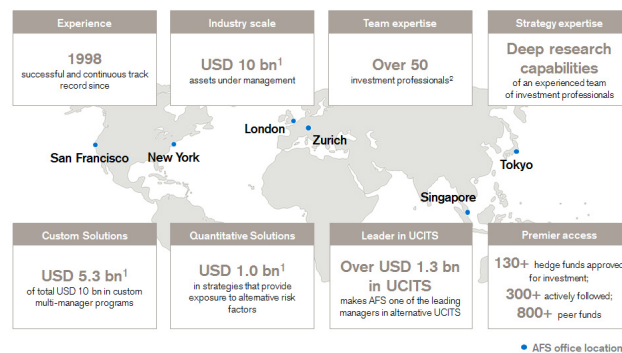 Experience
1998
successful and continuous track
record since
Industry scale
USD 10 bn¹
assets under management
Team expertise
Over 50
investment professionals²
Strategy expertise
Deep research
capabilities
of an experienced team
of investment professionals
London
Zurich
San Francisco
New York
Tokyo
Singapore
Custom Solutions
USD 5.3 bn¹
of total USD 10 bn in custom
multi-manager programs
Quantitative Solutions
USD 1.0 bn¹
in strategies that provide
exposure to alternative risk
factors
Leader in UCITS
Over USD 1.3 bn
in UCITS
makes AFS one of the leading
managers in alternative UCITS
Premier access
130+ hedge funds approved
for investment;
300+ actively followed;
800+ peer funds
AFS office location